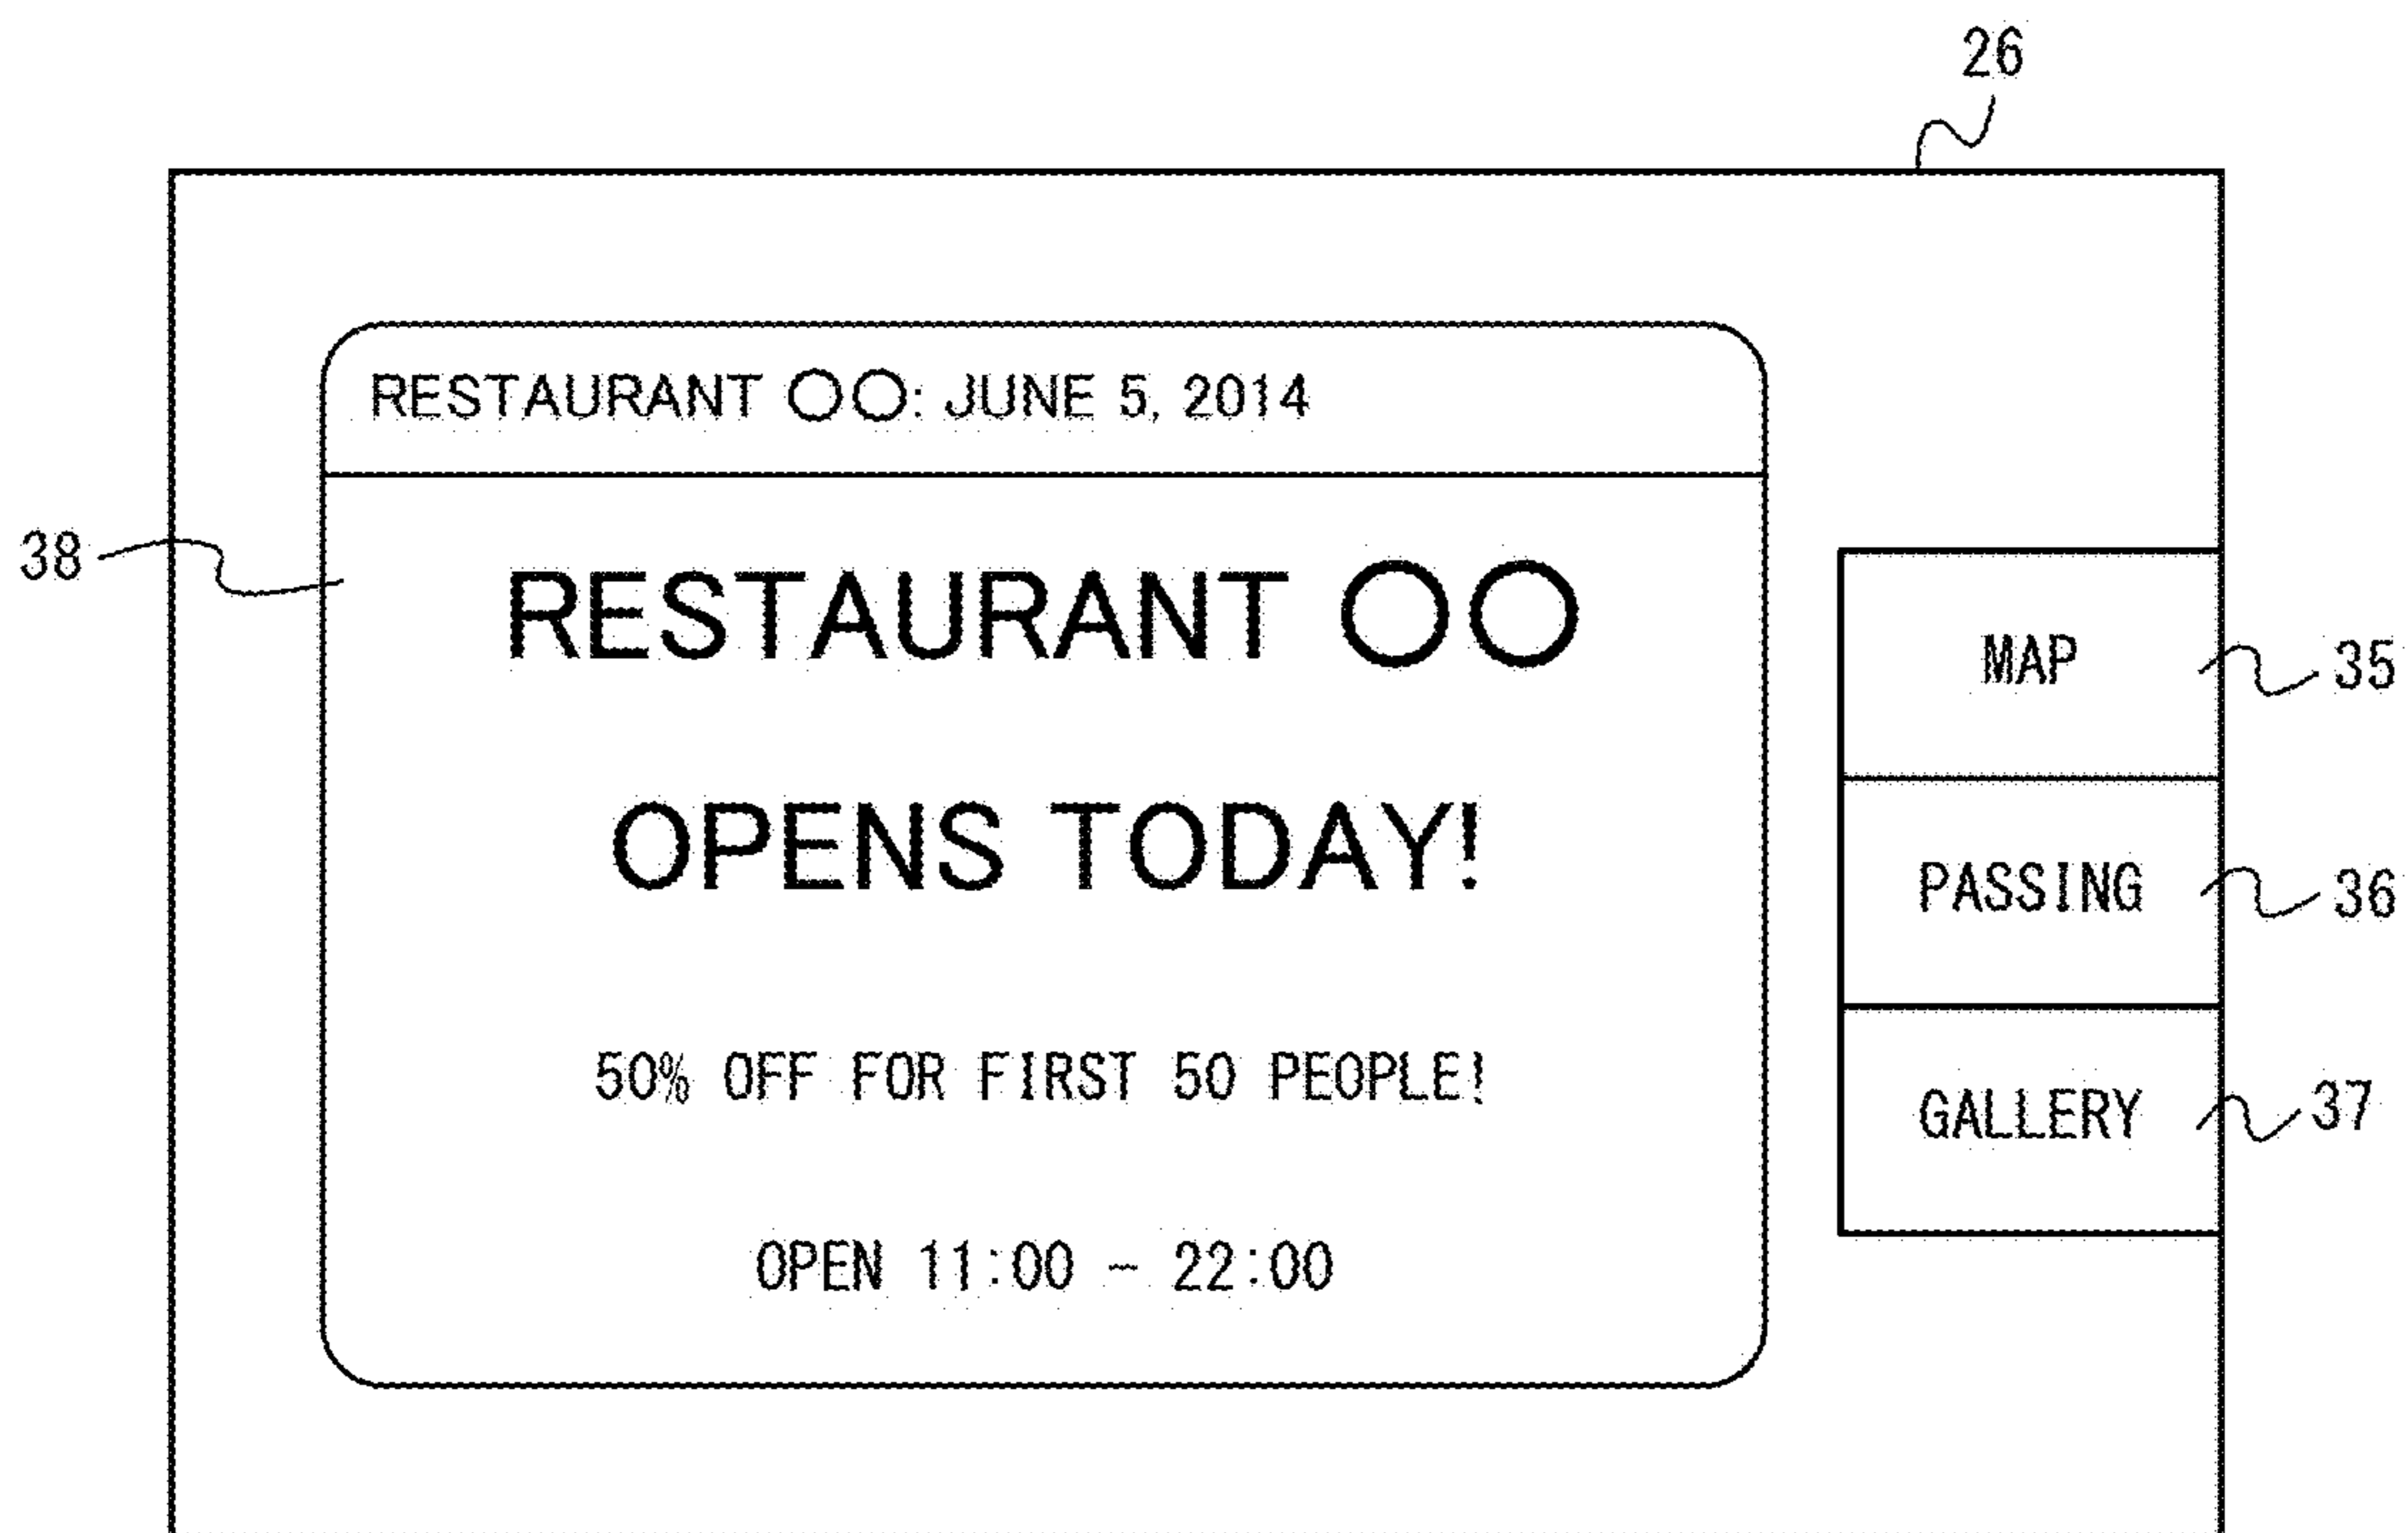 26
RESTAURANT ○○: JUNE 5, 2014
38
RESTAURANT ○○
OPENS TODAY!
50% OFF FOR FIRST 50 PEOPLE!
OPEN 11:00 - 22:00
MAP
35
PASSING
36
GALLERY
37